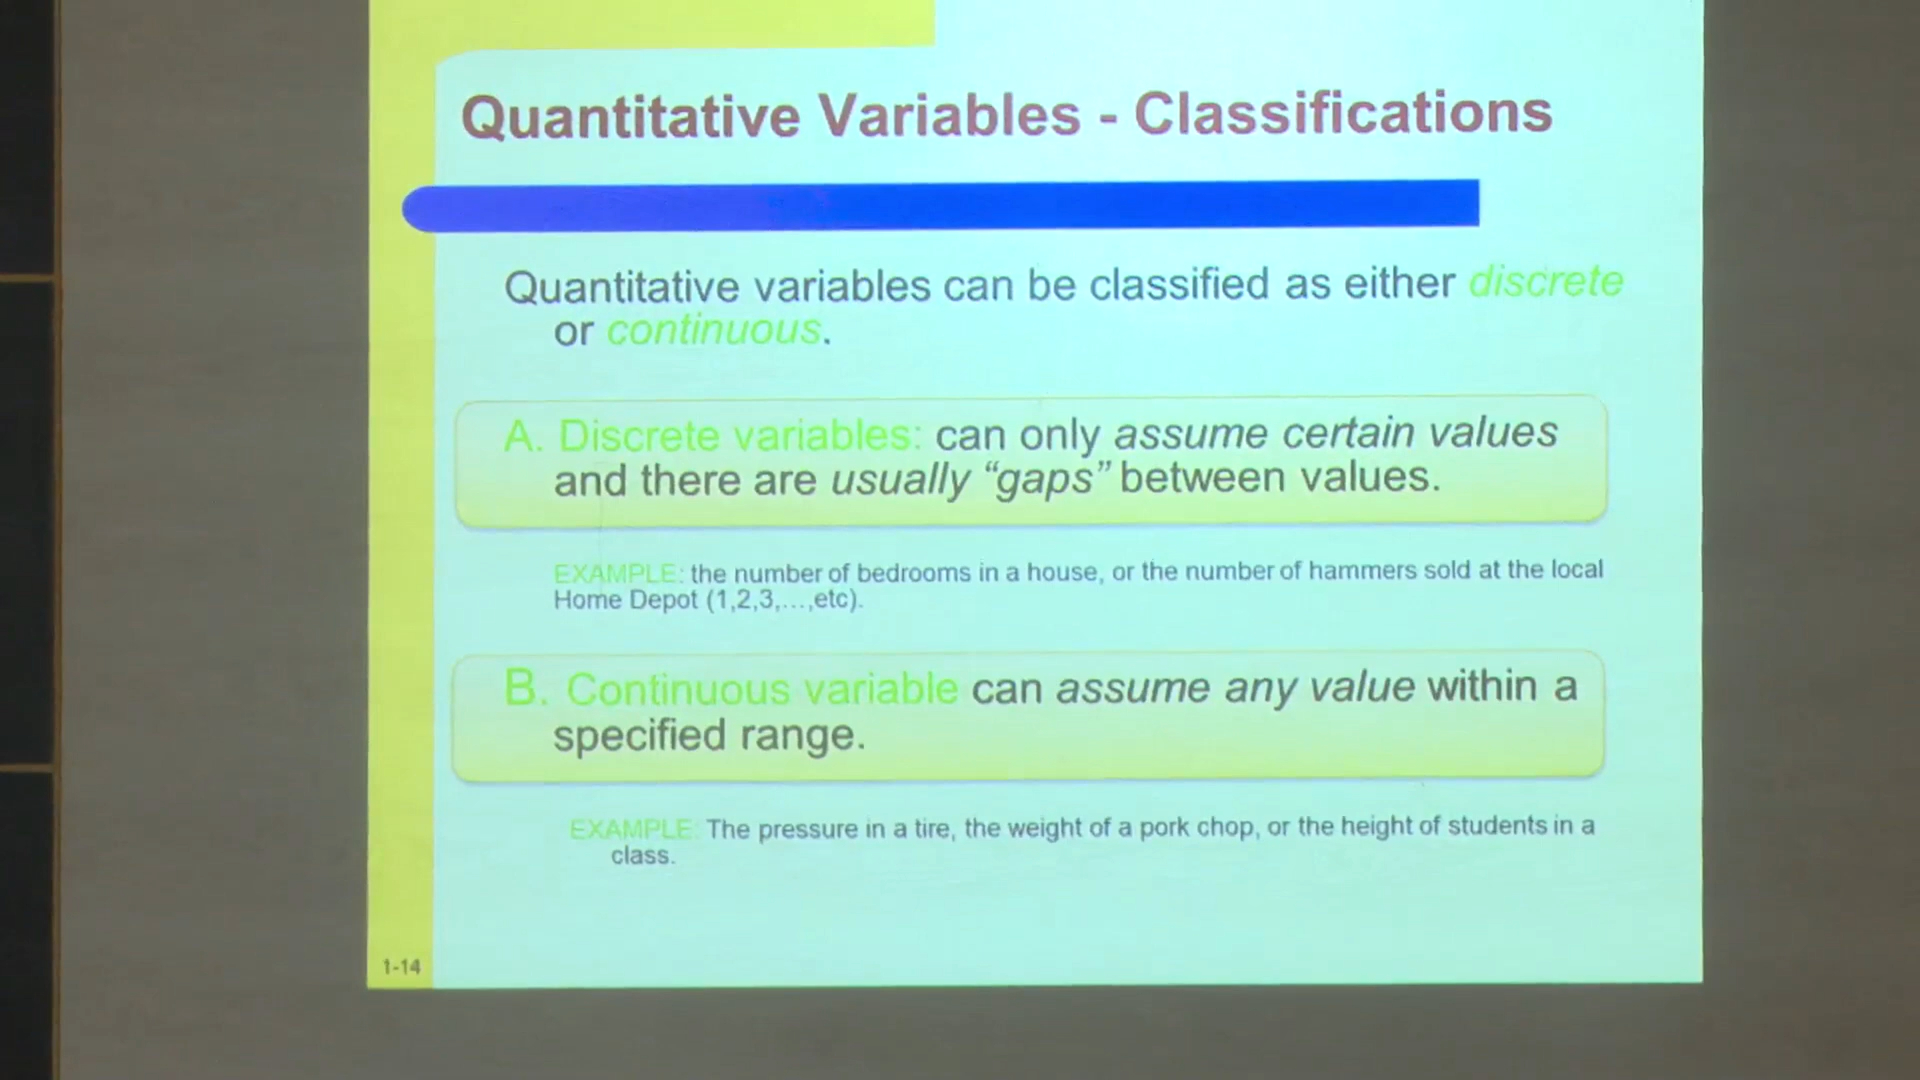 Quantitative Variables - Classifications
Quantitative variables can be classified as either discrete
or continuous.
A. Discrete variables: can only assume certain values
and there are usually “gaps” between values.
EXAMPLE: the number of bedrooms in a house, or the number of hammers sold at the local
Home Depot (1,2,3,…,etc).
B. Continuous variable can assume any value within a
specified range.
EXAMPLE: The pressure in a tire, the weight of a pork chop, or the height of students in a
class.
1-14